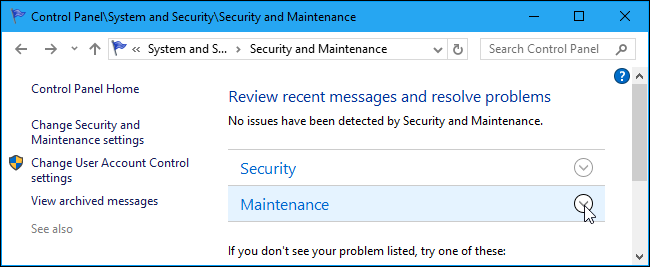 Control Panel\System and Security\Security and Maintenance
« System and S... › Security and Maintenance
Search Control Panel
?
Control Panel Home
Change Security and
Maintenance settings
Change User Account Control
settings
View archived messages
See also
Review recent messages and resolve problems
No issues have been detected by Security and Maintenance.
Security
Maintenance
If you don't see your problem listed, try one of these: